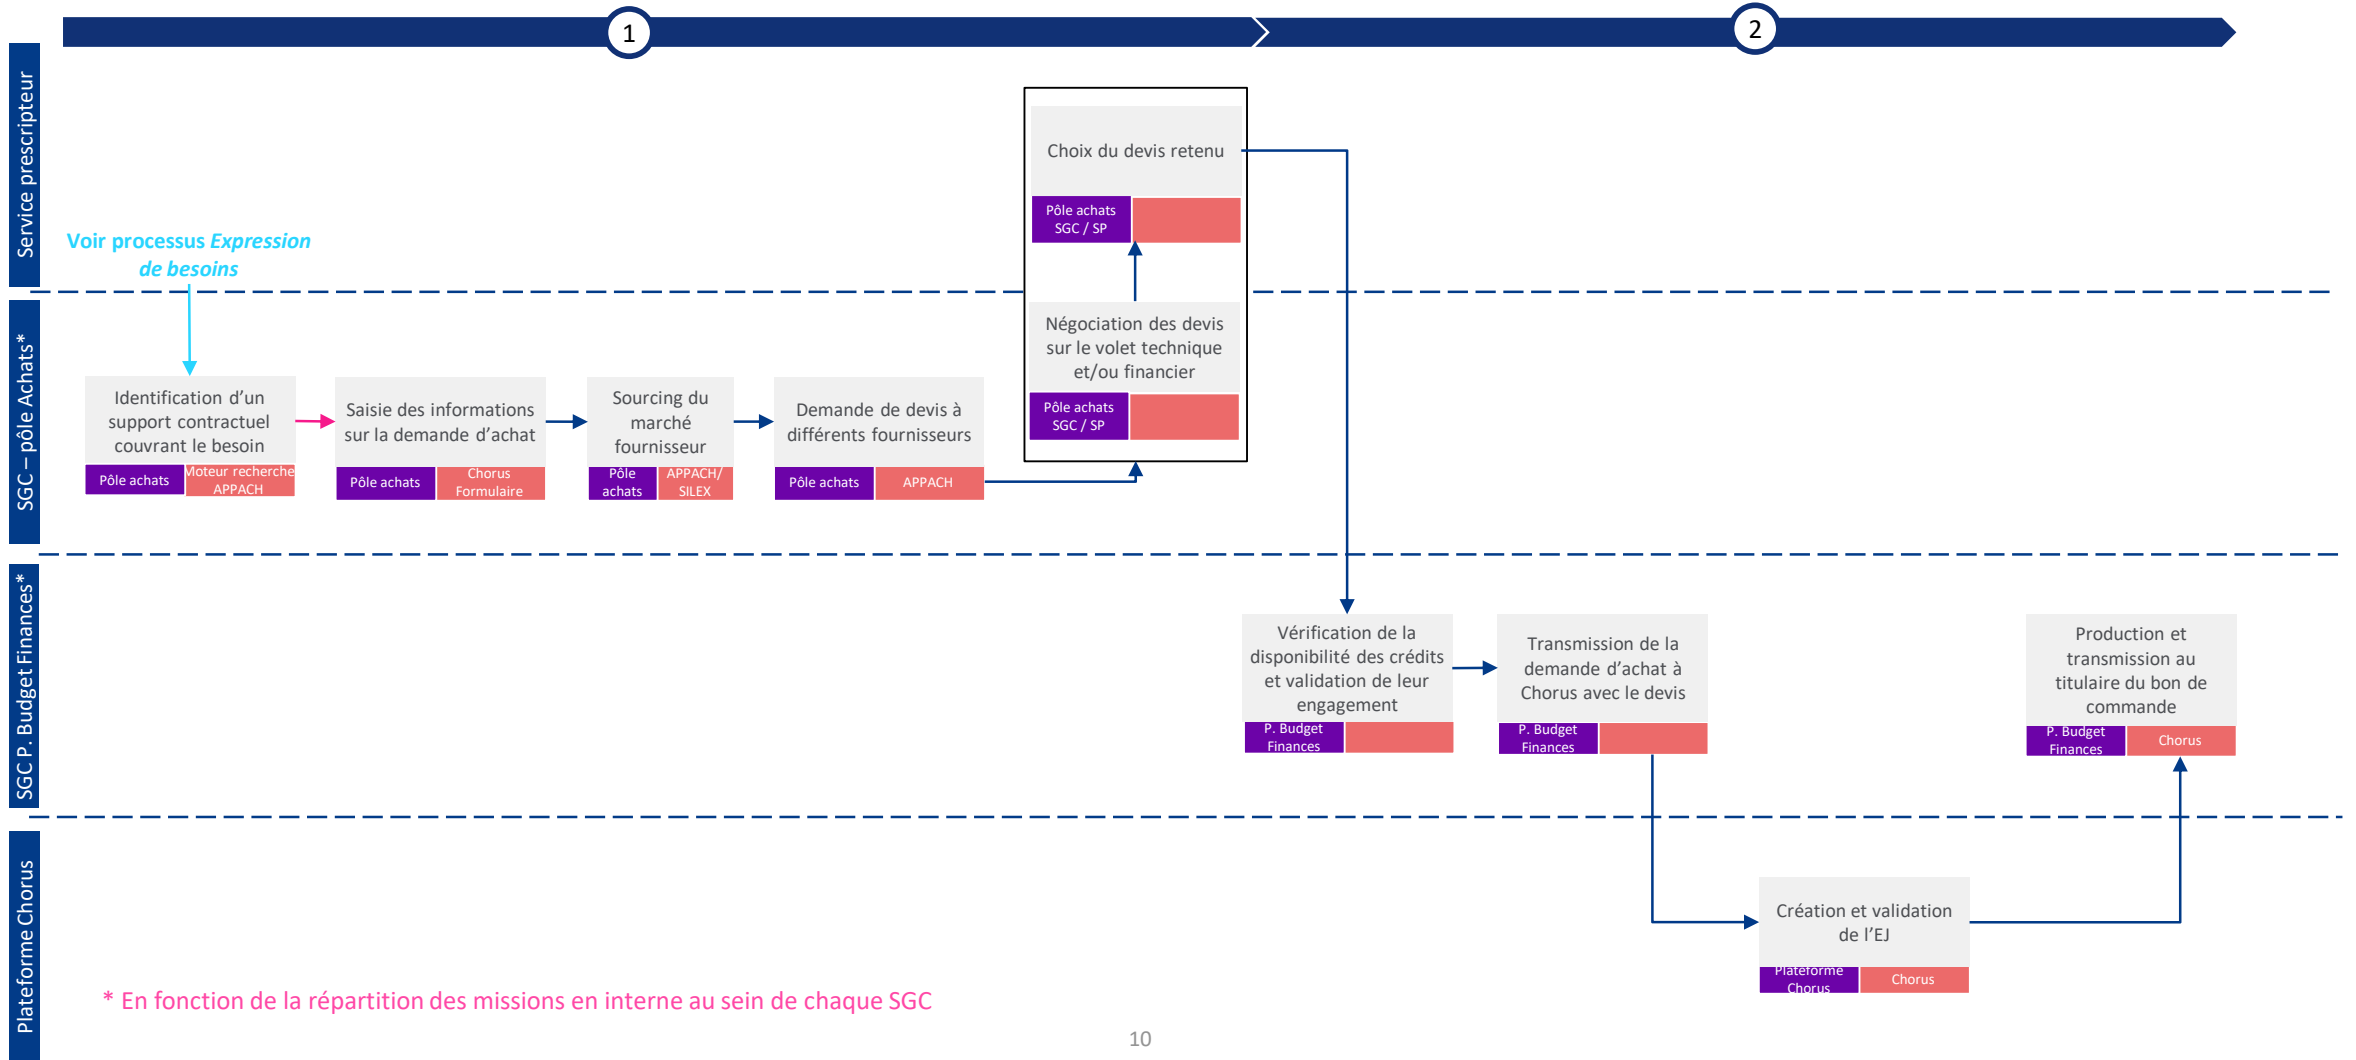 1
2
Service prescripteur
Choix du devis retenu
Pôle achats
SGC / SP
Voir processus Expression
de besoins
SGC – pôle Achats*
Identification d’un
support contractuel
couvrant le besoin
Pôle achats
Moteur recherche
APPACH
Saisie des informations
sur la demande d’achat
Pôle achats
Chorus
Formulaire
Sourcing du
marché
fournisseur
Pôle
achats
APPACH/
SILEX
Demande de devis à
différents fournisseurs
Pôle achats
APPACH
Négociation des devis
sur le volet technique
et/ou financier
Pôle achats
SGC / SP
SGC P. Budget Finances*
Vérification de la
disponibilité des crédits
et validation de leur
engagement
P. Budget
Finances
Transmission de la
demande d’achat à
Chorus avec le devis
P. Budget
Finances
Production et
transmission au
titulaire du bon de
commande
P. Budget
Finances
Chorus
Plateforme Chorus
Création et validation
de l’EJ
Plateforme
Chorus
Chorus
* En fonction de la répartition des missions en interne au sein de chaque SGC
10